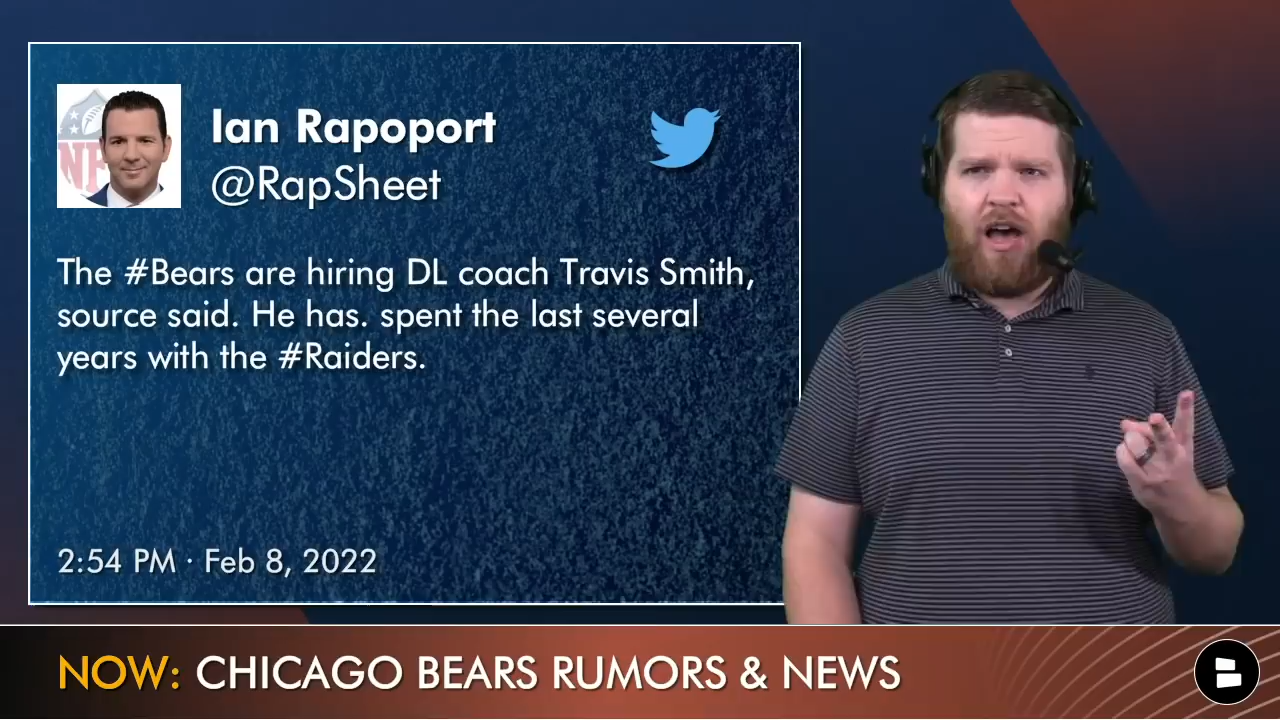 Ian Rapoport
@RapSheet
The #Bears are hiring DL coach Travis Smith,
source said. He has. spent the last several
years with the #Raiders.
2:54 PM · Feb 8, 2022
NOW: CHICAGO BEARS RUMORS & NEWS